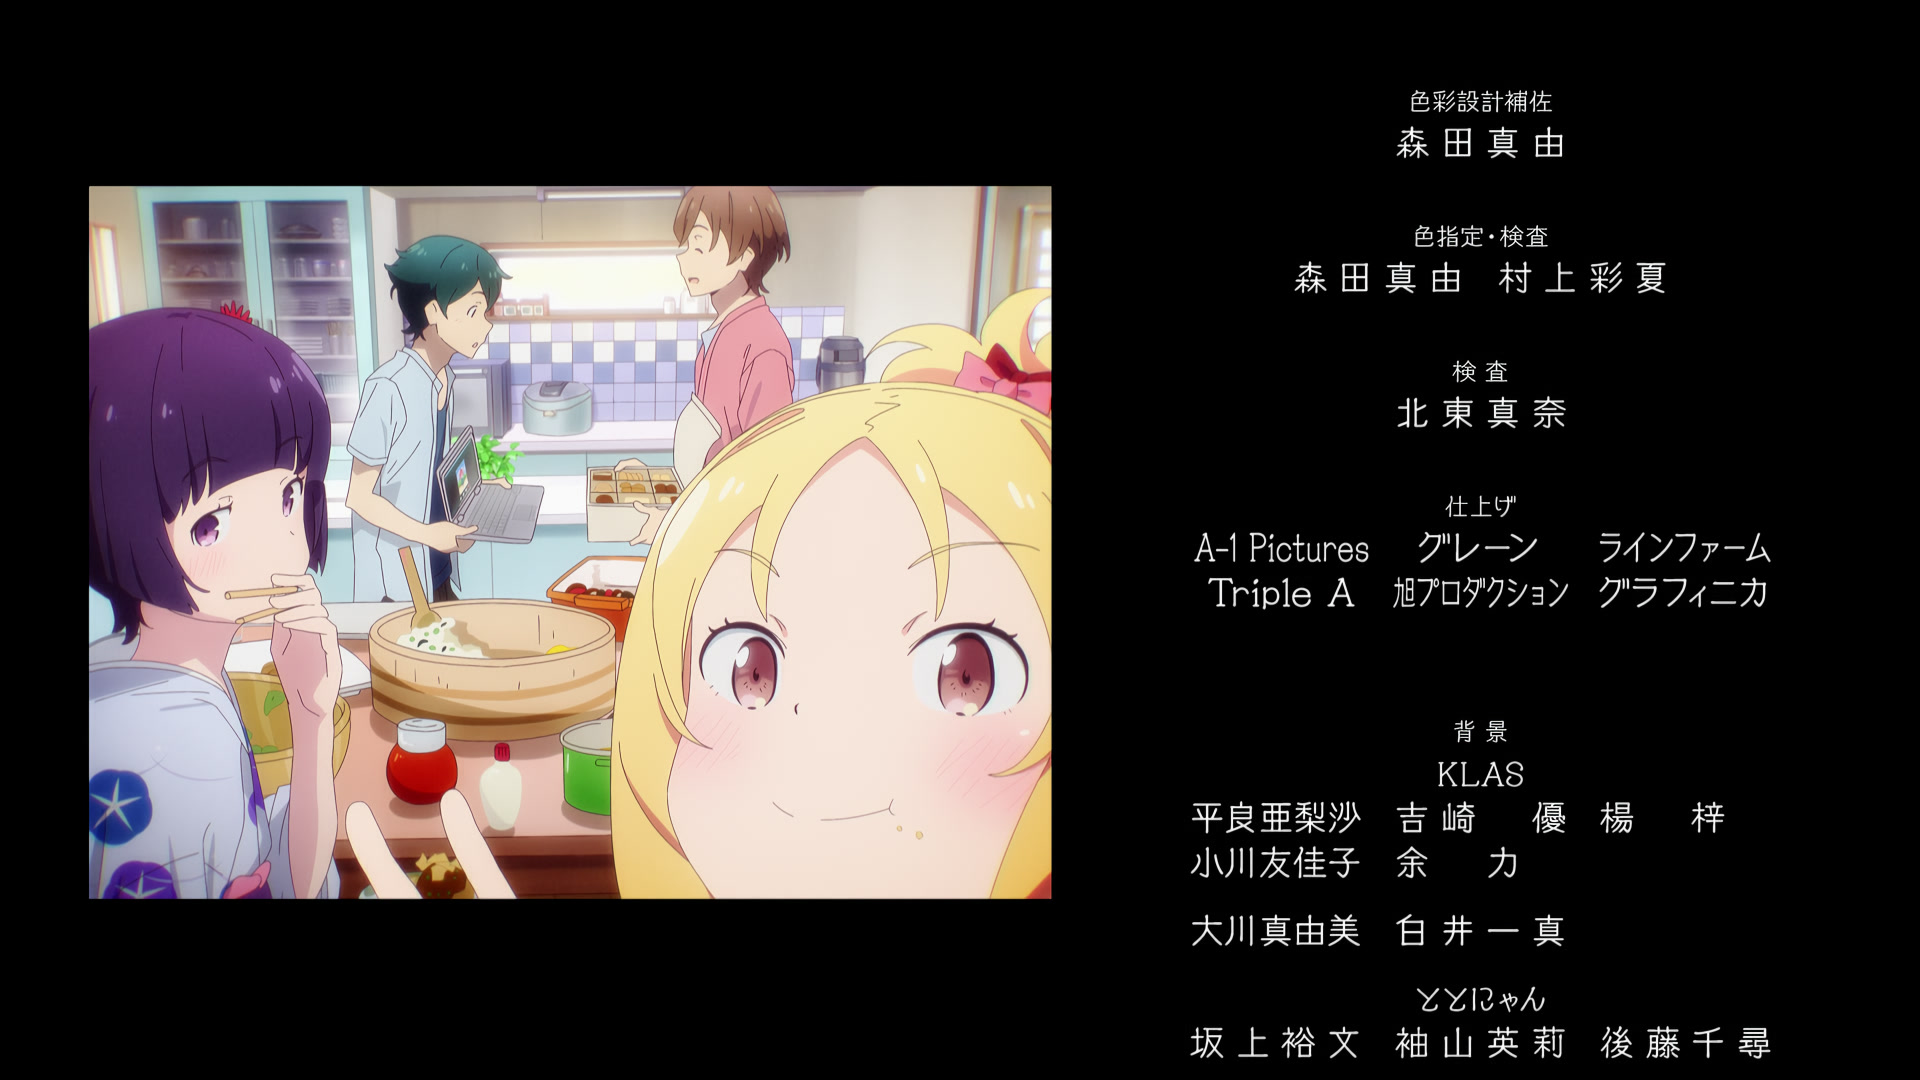 色彩設計補佐
森田真由
色指定・検査
森田真由 村上彩夏
検査
北東真奈
仕上げ
A-1 Pictures グレーン ラインファーム
Triple A 旭プロダクション グラフィニカ
背景
KLAS
平良亜梨沙 吉崎 優 楊 梓
小川友佳子 余 力
大川真由美 白井一真
ととにゃん
坂上裕文 袖山英莉 後藤千尋